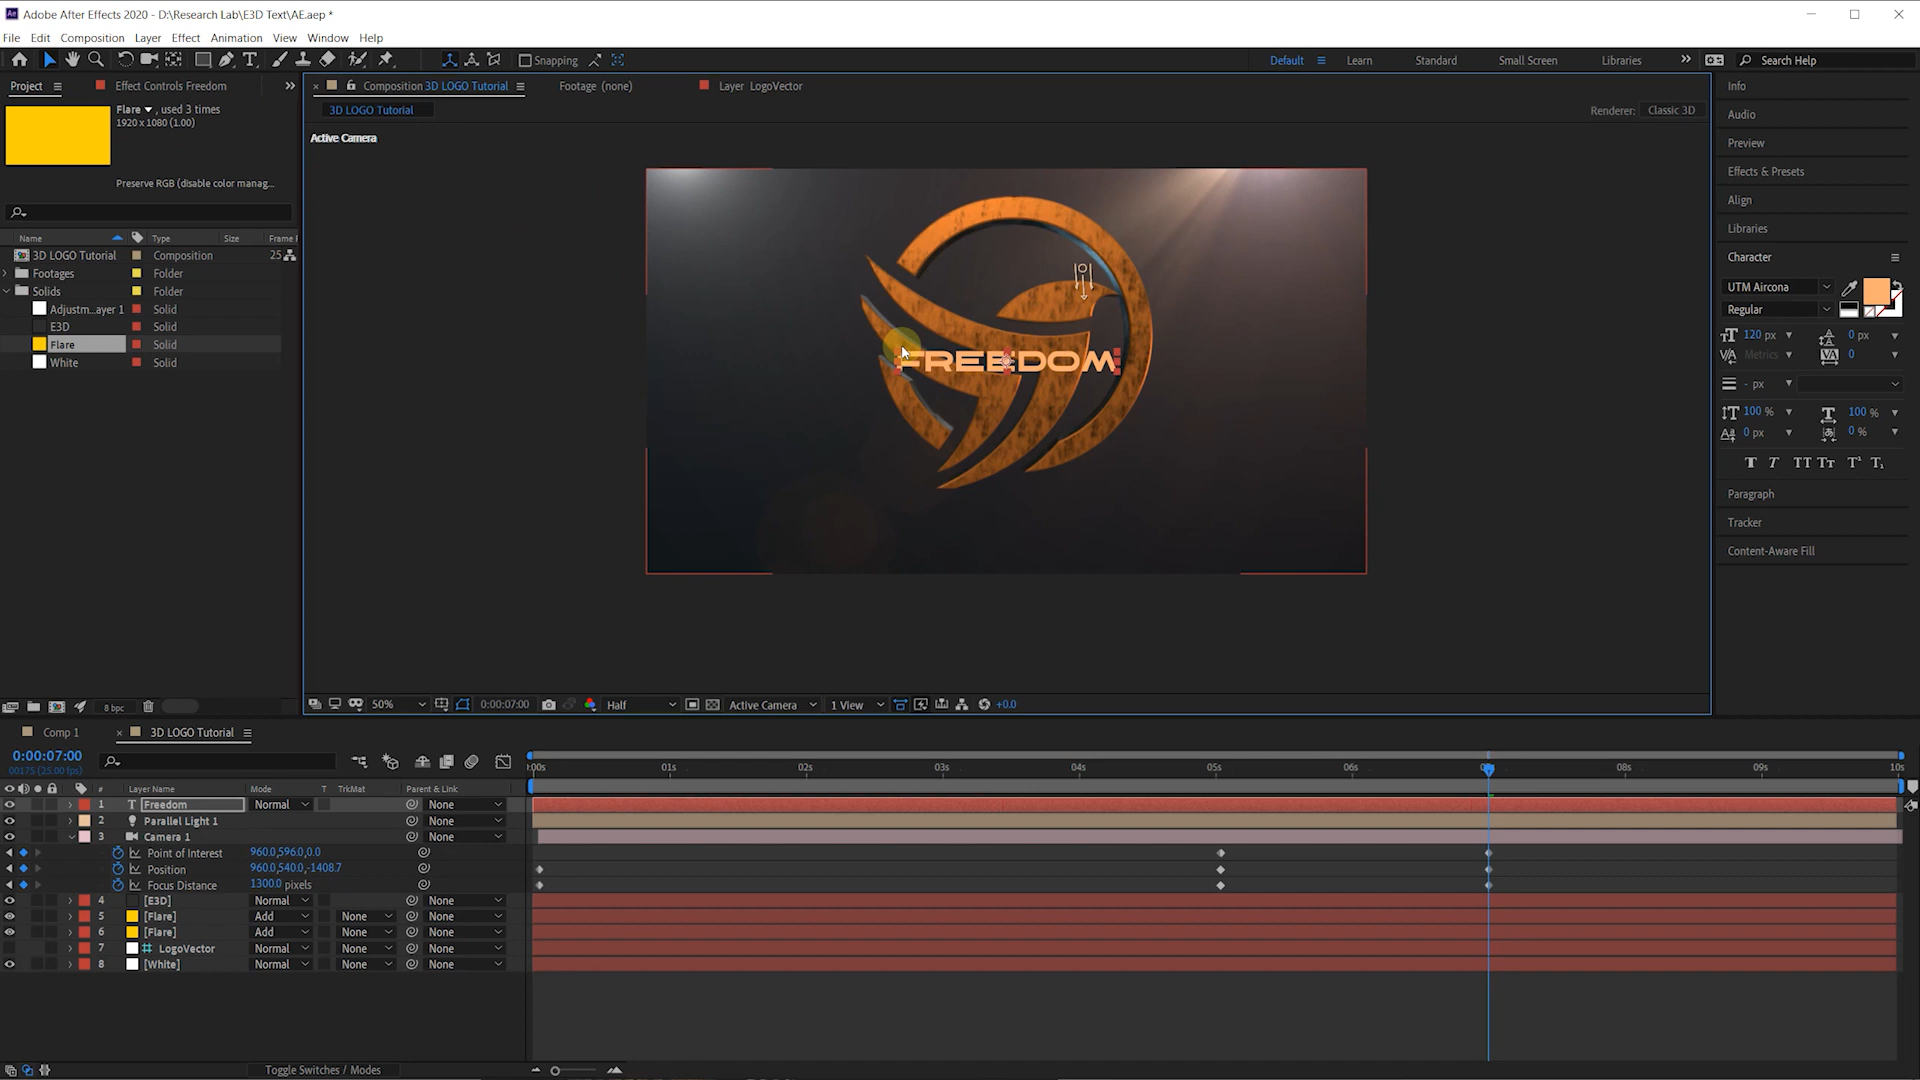 Adobe After Effects 2020 - D:\Research Lab\E3D Text\AE.aep *
File Edit Composition Layer Effect Animation View Window Help
Snapping
Default Learn Standard Small Screen Libraries Search Help
Project Effect Controls Freedom
Composition 3D LOGO Tutorial Footage (none) Layer LogoVector
Flare , used 3 times
1920 x 1080 (1.00)
Preserve RGB (disable color manag...
3D LOGO Tutorial
Renderer: Classic 3D
Active Camera
FREEDOM
Name Type Size Frame R
3D LOGO Tutorial Composition 25
Footages Folder
Solids Folder
Adjustm...ayer 1 Solid
E3D Solid
Flare Solid
White Solid
8 bpc
50% 0:00:07:00 Half Active Camera 1 View +0.0
Info
Audio
Preview
Effects & Presets
Align
Libraries
Character
UTM Aircona
Regular
120 px 0 px
Metrics 0
- px
100 % 100 %
0 px 0 %
T T TT Tт T¹ T₁
Paragraph
Tracker
Content-Aware Fill
Comp 1 3D LOGO Tutorial
0:00:07:00
00175 (25.00 fps)
:00s 01s 02s 03s 04s 05s 06s 08s 09s 10s
# Layer Name Mode T TrkMat Parent & Link
1 T Freedom Normal None
2 Parallel Light 1 None
3 Camera 1 None
Point of Interest 960.0,596.0,0.0
Position 960.0,540.0,-1408.7
Focus Distance 1300.0 pixels
4 [E3D] Normal None
5 [Flare] Add None None
6 [Flare] Add None None
7 LogoVector Normal None None
8 [White] Normal None None
Toggle Switches / Modes